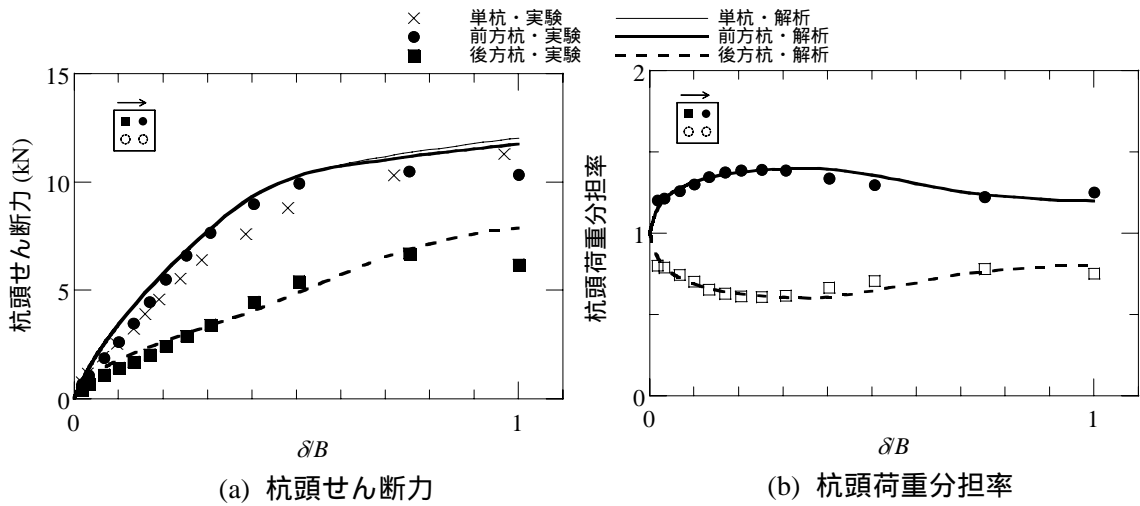 単杭・実験
前方杭・実験
後方杭・実験
単杭・解析
前方杭・解析
後方杭・解析
15
10
5
0
0
1
杭頭せん断力 (kN)
δ/B
(a) 杭頭せん断力
2
1
0
0
1
杭頭荷重分担率
δ/B
(b) 杭頭荷重分担率